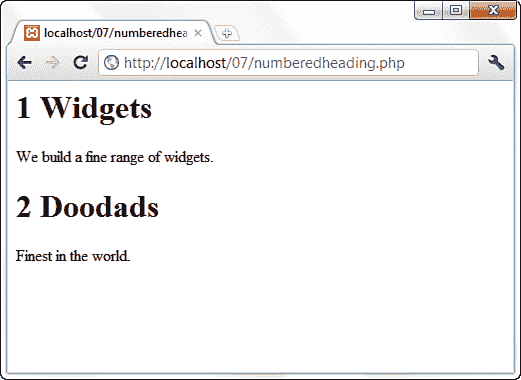 localhost/07/numberedhea
http://localhost/07/numberedheading.php
1 Widgets
We build a fine range of widgets.
2 Doodads
Finest in the world.